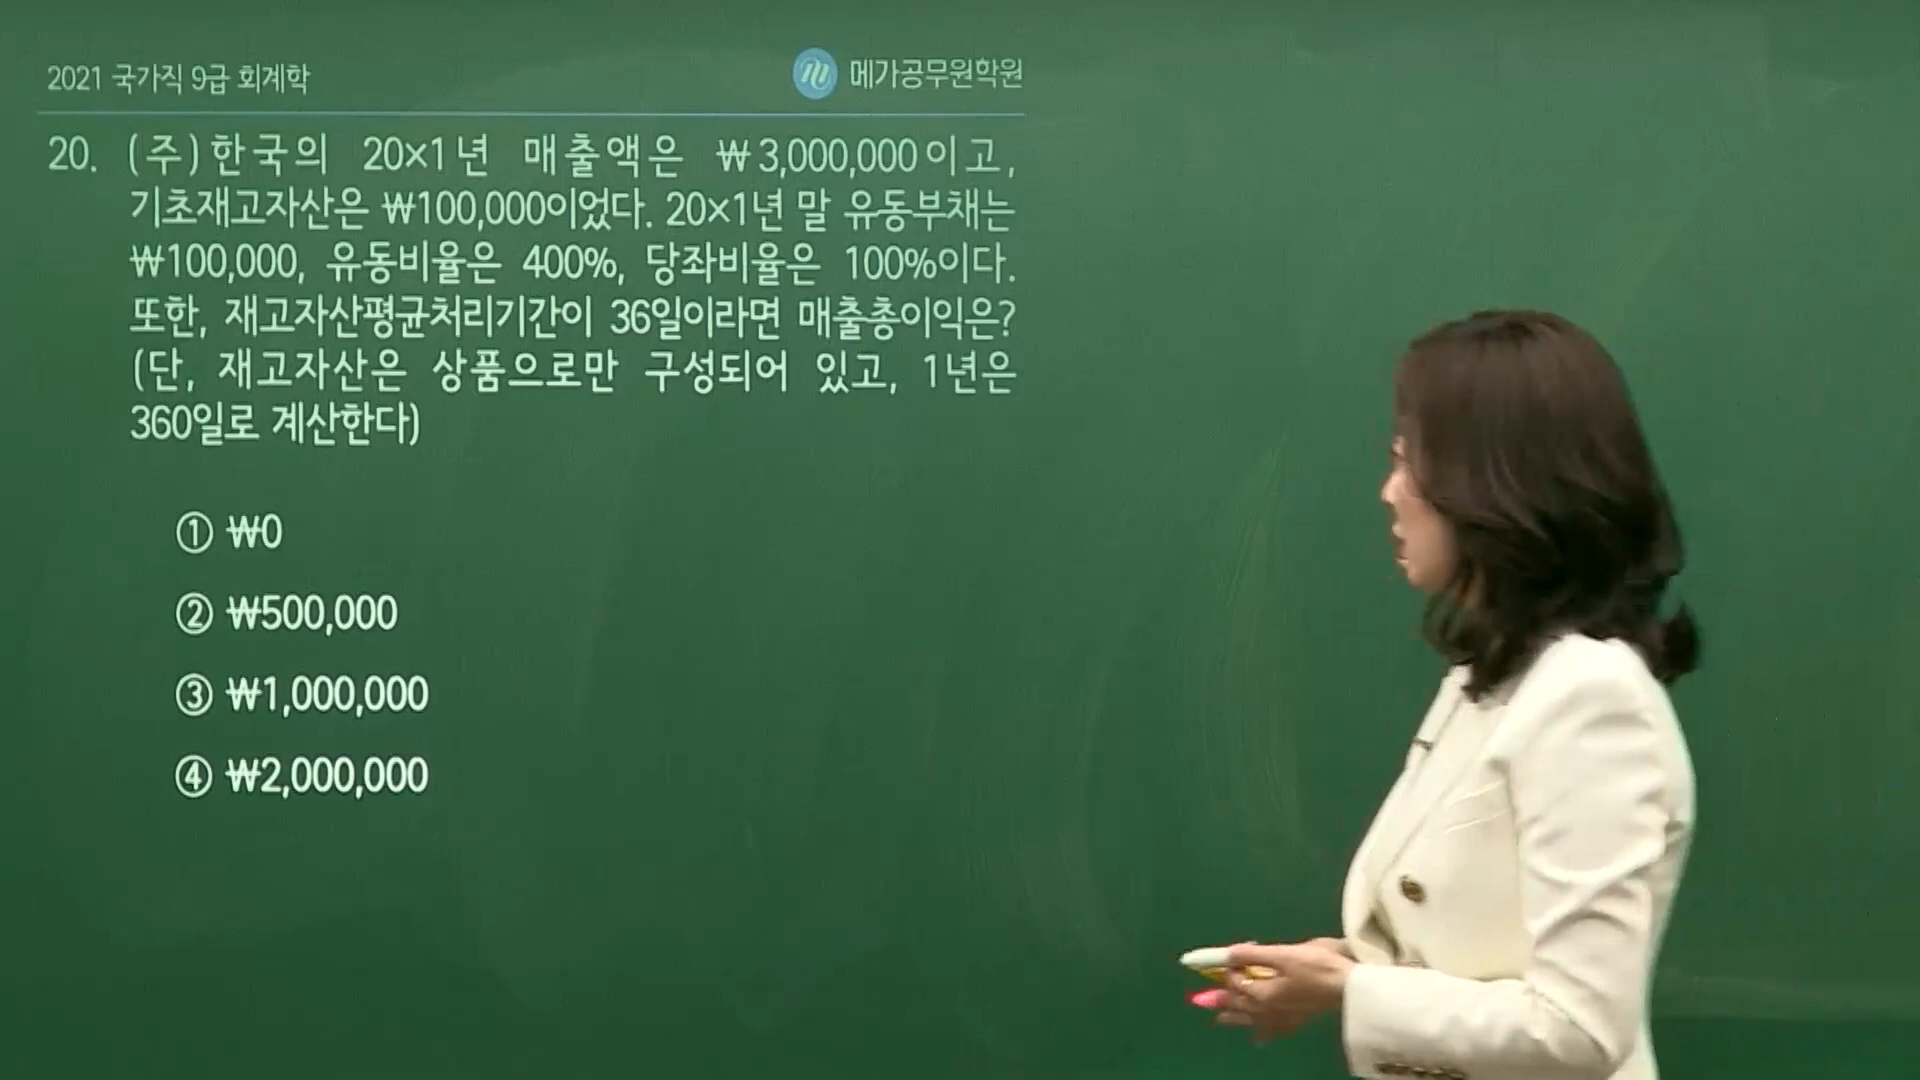 2021 국가직 9급 회계학
메가공무원학원
20. (주)한국의 20×1년 매출액은 ₩3,000,000이고,
기초재고자산은 ₩100,000이었다. 20×1년 말 유동부채는
₩100,000, 유동비율은 400%, 당좌비율은 100%이다.
또한, 재고자산평균처리기간이 36일이라면 매출총이익은?
(단, 재고자산은 상품으로만 구성되어 있고, 1년은
360일로 계산한다)
① ₩0
② ₩500,000
③ ₩1,000,000
④ ₩2,000,000